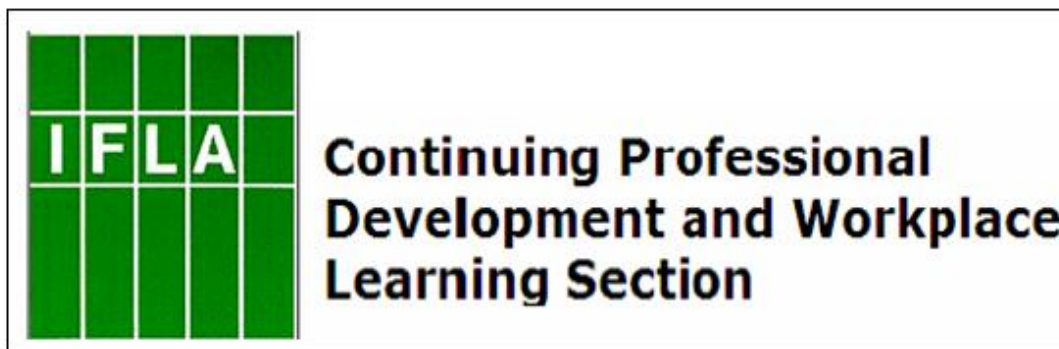 IFLA
Continuing Professional
Development and Workplace
Learning Section